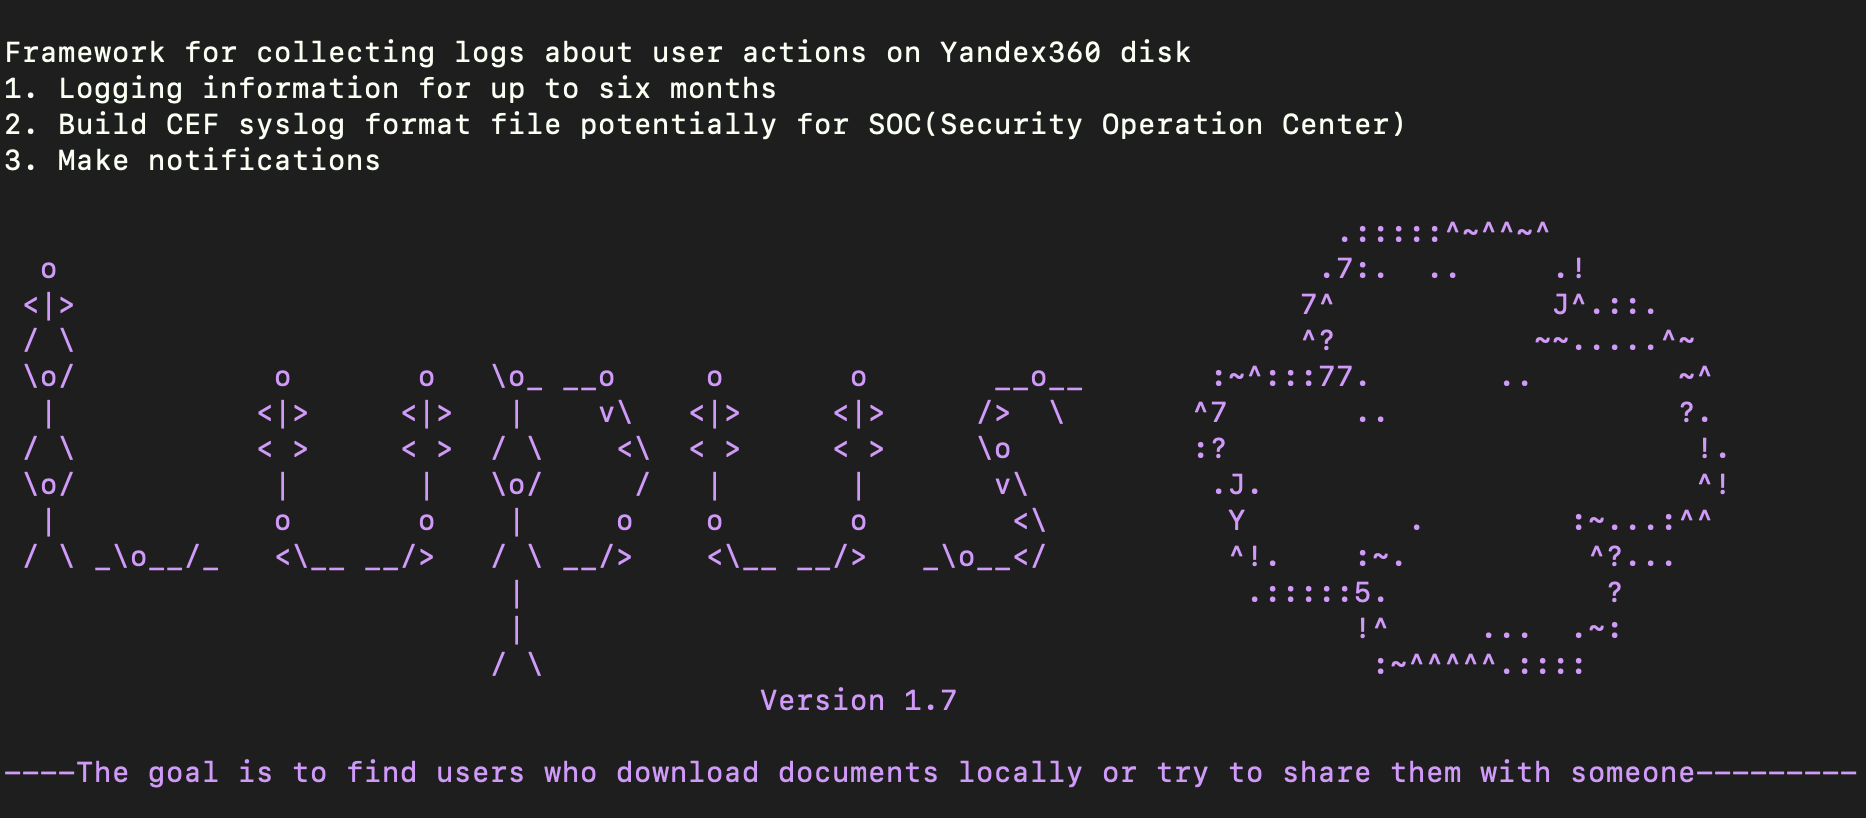 Framework for collecting logs about user actions on Yandex360 disk
1. Logging information for up to six months
2. Build CEF syslog format file potentially for SOC(Security Operation Center)
3. Make notifications
Lupus
Version 1.7
----The goal is to find users who download documents locally or try to share them with someone---------